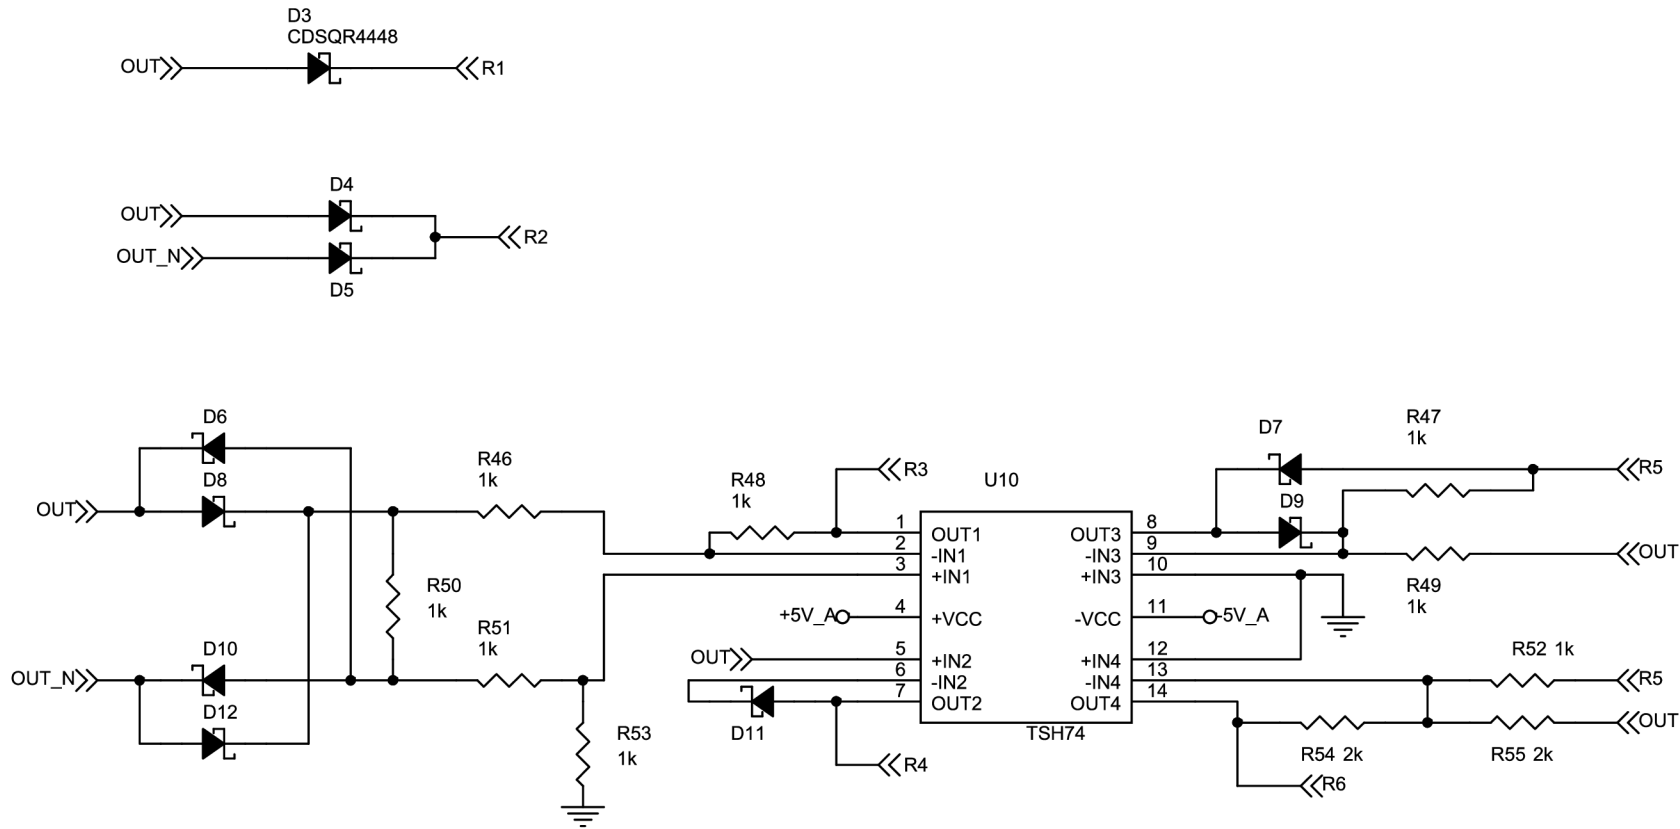 D3
CDSQR4448
OUT
R1
D4
OUT
R2
OUT_N
D5
D6
D8
OUT
R46
1k
R50
1k
D10
OUT_N
D12
R51
1k
R53
1k
R48
1k
R3
U10
1 OUT1
2 -IN1
3 +IN1
+5V_A 4 +VCC
OUT 5 +IN2
6 -IN2
7 OUT2
D11
R4
TSH74
OUT3 8
-IN3 9
+IN3 10
-VCC 11 -5V_A
+IN4 12
-IN4 13
OUT4 14
D7
R47
1k
R5
D9
OUT
R49
1k
R52 1k
R5
OUT
R54 2k
R55 2k
R6